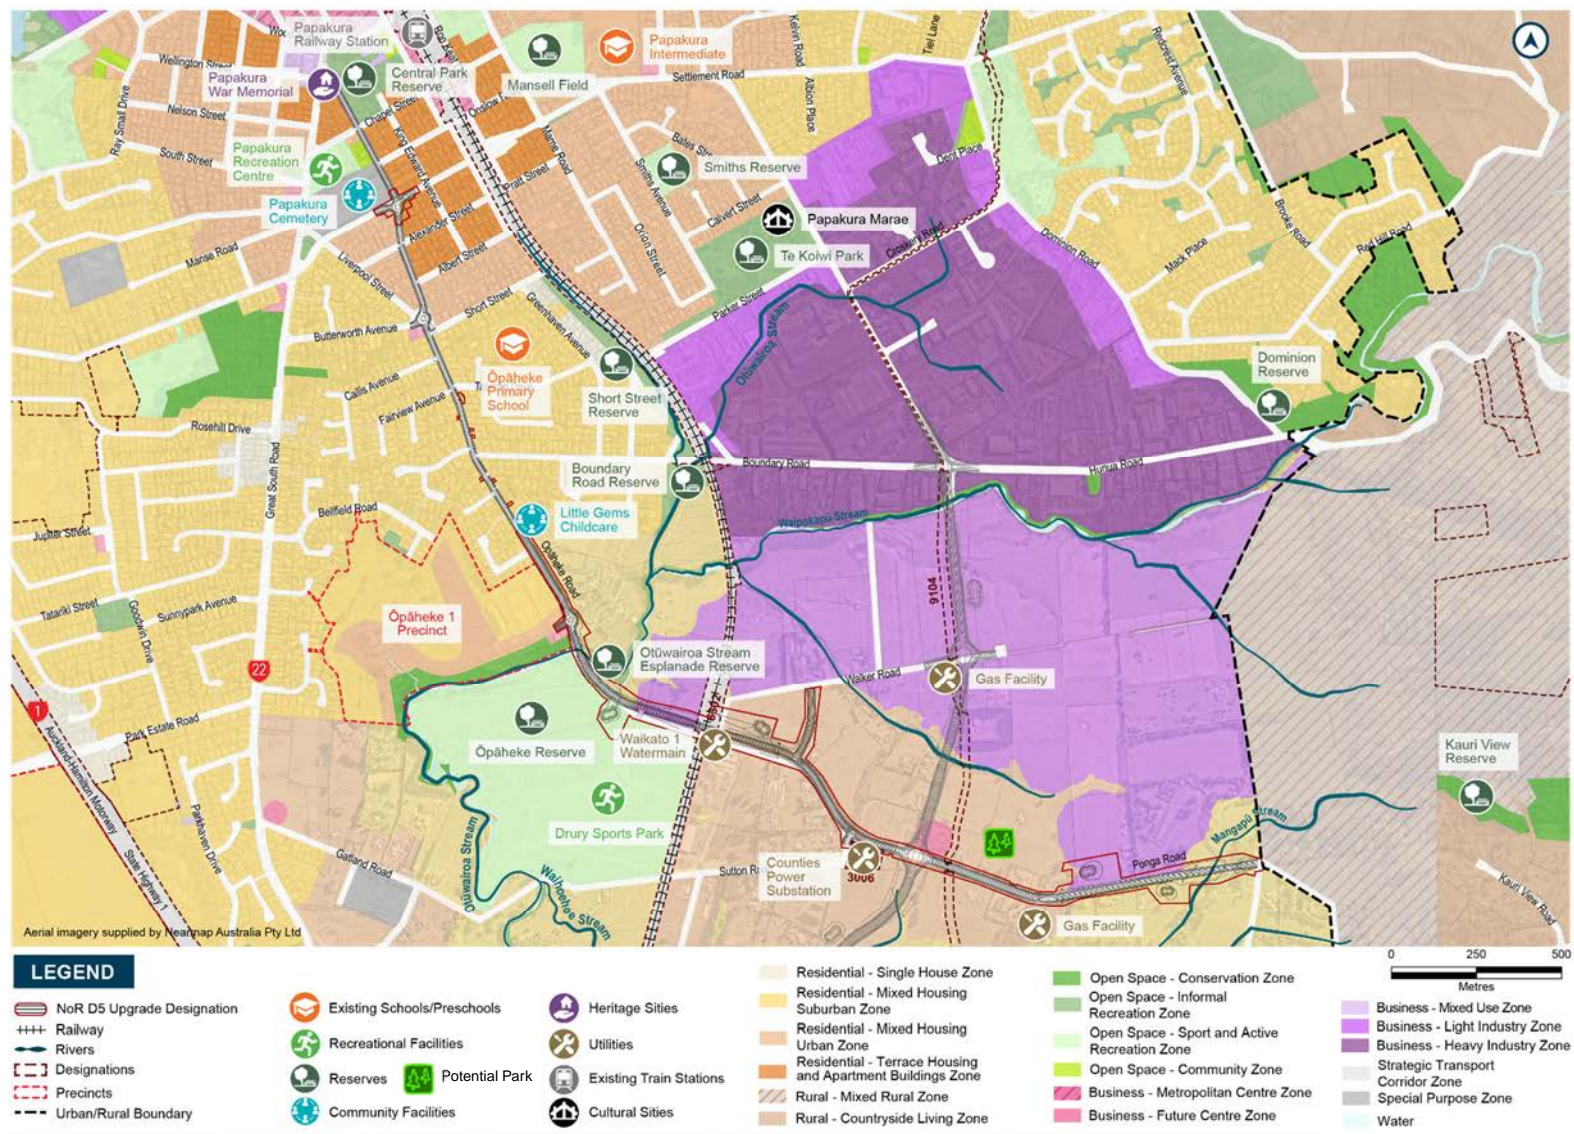 Papakura
Railway Station
Papakura
War Memorial
Central Park
Reserve
Mansell Field
Papakura
Intermediate
Wellington Street
Nelson Street
South Street
Ray Small Drive
Chapel Street
King Edward Avenue
Settlement Road
Kelvin Road
Albion Place
Tiel Lane
Redcrest Avenue
Papakura
Recreation
Centre
Papakura
Cemetery
Marne Road
Pratt Street
Smiths Reserve
Smiths Avenue
Calvert Street
Orion Street
Papakura Marae
Te Koiwi Park
Parker Street
Croskery Road
Dominion Road
Mack Place
Brooke Road
Red Hill Road
Manse Road
Liverpool Street
Alexander Street
Albert Street
Short Street
Greenhaven Avenue
Butterworth Avenue
Callis Avenue
Fairview Avenue
Ōpāheke
Primary
School
Short Street
Reserve
Otūwairoa Stream
Dominion
Reserve
Rosehill Drive
Great South Road
Boundary
Road Reserve
Boundary Road
Hunua Road
Bellfield Road
Little Gems
Childcare
Waipokapū Stream
Jupiter Street
Ōpāheke Road
9104
Tatariki Street
Goodwin Drive
Sunnypark Avenue
Ōpāheke 1
Precinct
Otūwairoa Stream
Esplanade Reserve
Walker Road
Gas Facility
22
1
6302
Park Estate Road
Ōpāheke Reserve
Waikato 1
Watermain
Kauri View
Reserve
Auckland-Hamilton Motorway
Parkhaven Drive
Drury Sports Park
Mangapū Stream
State Highway 1
Gatland Road
Otūwairoa Stream
Waihoehoe Stream
Counties
Power
Substation
3006
Ponga Road
Gas Facility
Kauri View Road
Aerial imagery supplied by Nearmap Australia Pty Ltd
LEGEND
NoR D5 Upgrade Designation
Railway
Rivers
Designations
Precincts
Urban/Rural Boundary
Existing Schools/Preschools
Recreational Facilities
Reserves
Potential Park
Community Facilities
Heritage Sities
Utilities
Existing Train Stations
Cultural Sites
Residential - Single House Zone
Residential - Mixed Housing
Suburban Zone
Residential - Mixed Housing
Urban Zone
Residential - Terrace Housing
and Apartment Buildings Zone
Rural - Mixed Rural Zone
Rural - Countryside Living Zone
Open Space - Conservation Zone
Open Space - Informal
Recreation Zone
Open Space - Sport and Active
Recreation Zone
Open Space - Community Zone
Business - Metropolitan Centre Zone
Business - Future Centre Zone
0 250 500
Metres
Business - Mixed Use Zone
Business - Light Industry Zone
Business - Heavy Industry Zone
Strategic Transport
Corridor Zone
Special Purpose Zone
Water